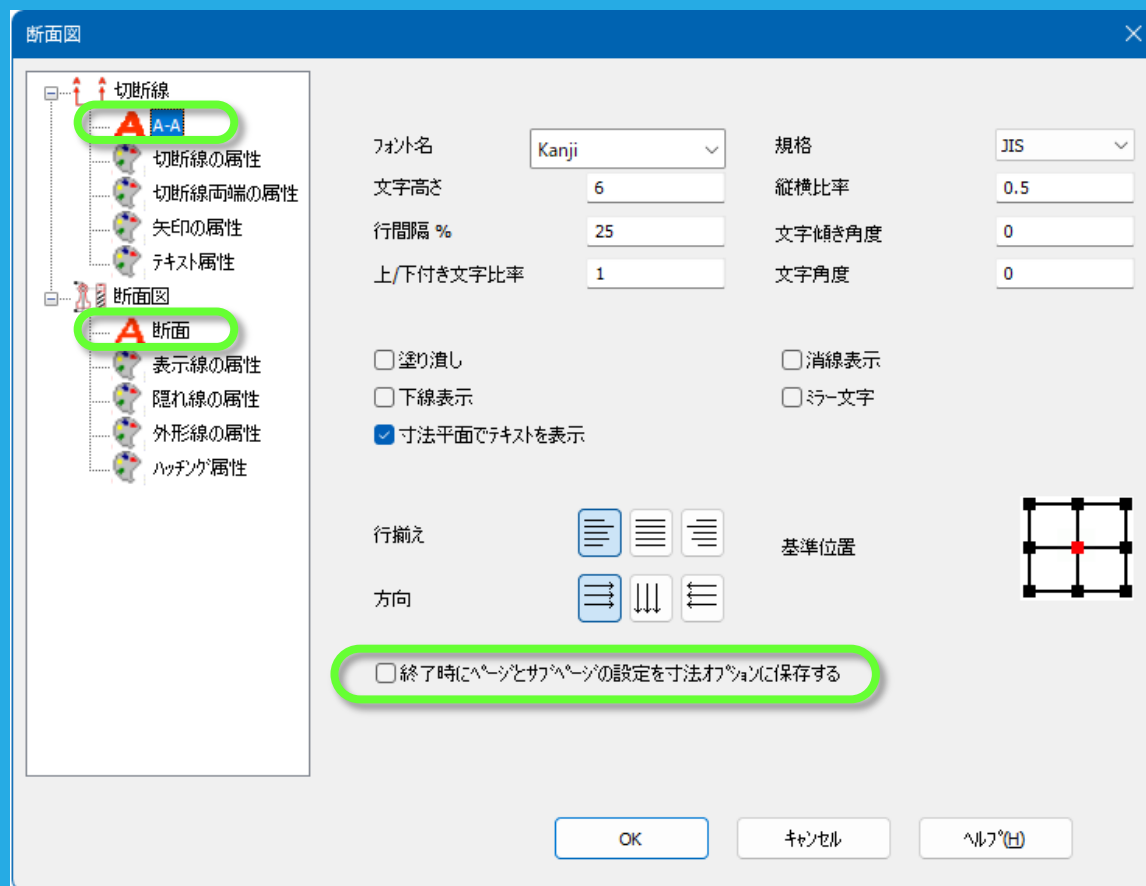 断面図
切断線
A A-A
切断線の属性
切断線両端の属性
矢印の属性
ﾃｷｽﾄ属性
断面図
A 断面
表示線の属性
隠れ線の属性
外形線の属性
ﾊｯﾁﾝｸﾞ属性
ﾌｫﾝﾄ名 Kanji 規格 JIS
文字高さ 6 縦横比率 0.5
行間隔 % 25 文字傾き角度 0
上/下付き文字比率 1 文字角度 0
塗り潰し 消線表示
下線表示 ﾐﾗｰ文字
寸法平面でﾃｷｽﾄを表示
行揃え 基準位置
方向
終了時にﾍﾟｰｼﾞとｻﾌﾞﾍﾟｰｼﾞの設定を寸法ｵﾌﾟｼｮﾝに保存する
OK ｷｬﾝｾﾙ ﾍﾙﾌﾟ(H)